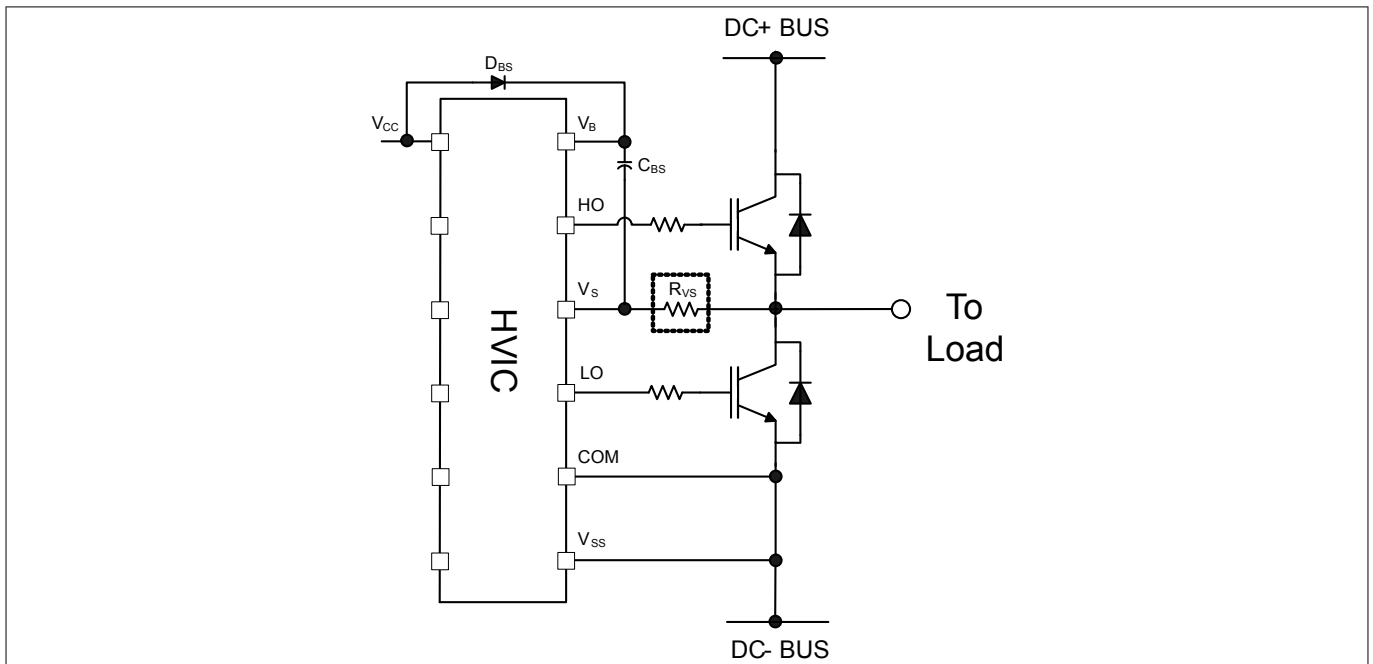 DC+ BUS
D_BS
V_CC
V_B
C_BS
HO
V_S
R_VS
To
Load
HVIC
LO
COM
V_SS
DC- BUS